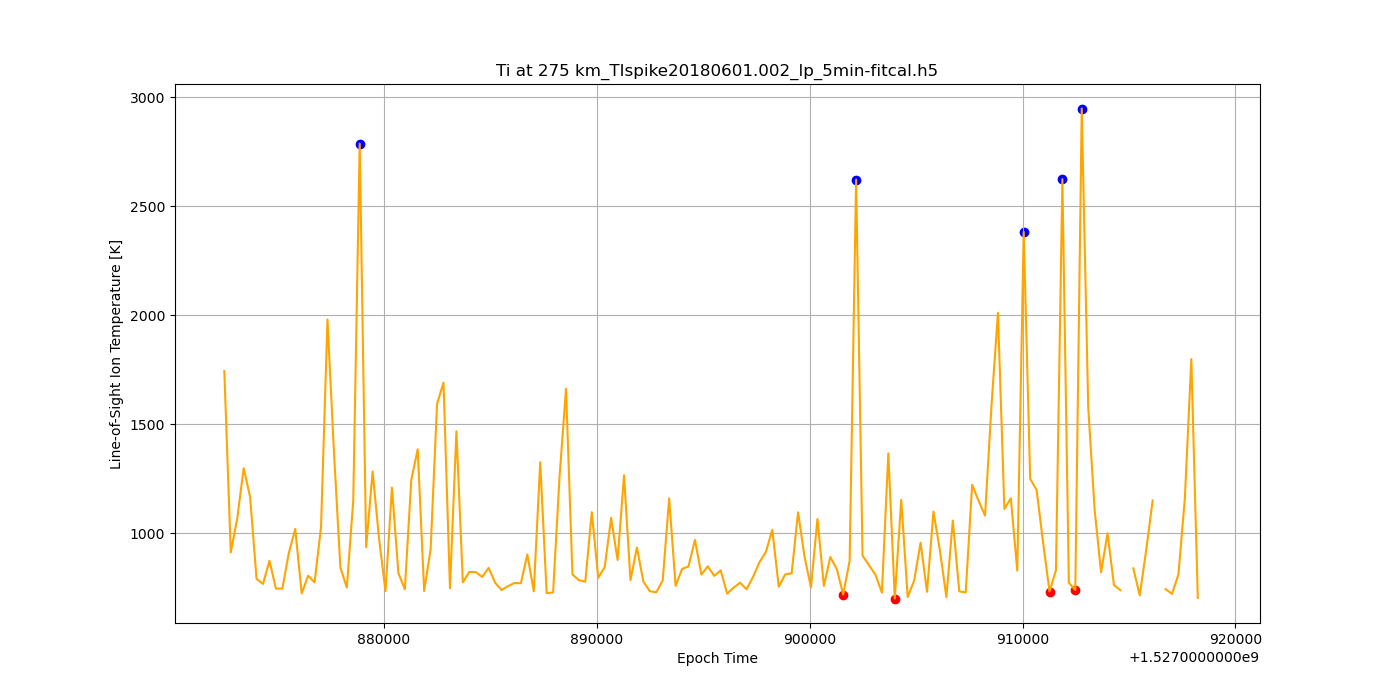 Ti at 275 km_TIspike20180601.002_lp_5min-fitcal.h5
Line-of-Sight Ion Temperature [K]
3000
2500
2000
1500
1000
880000 890000 900000 910000 920000
Epoch Time
+1.5270000000e9